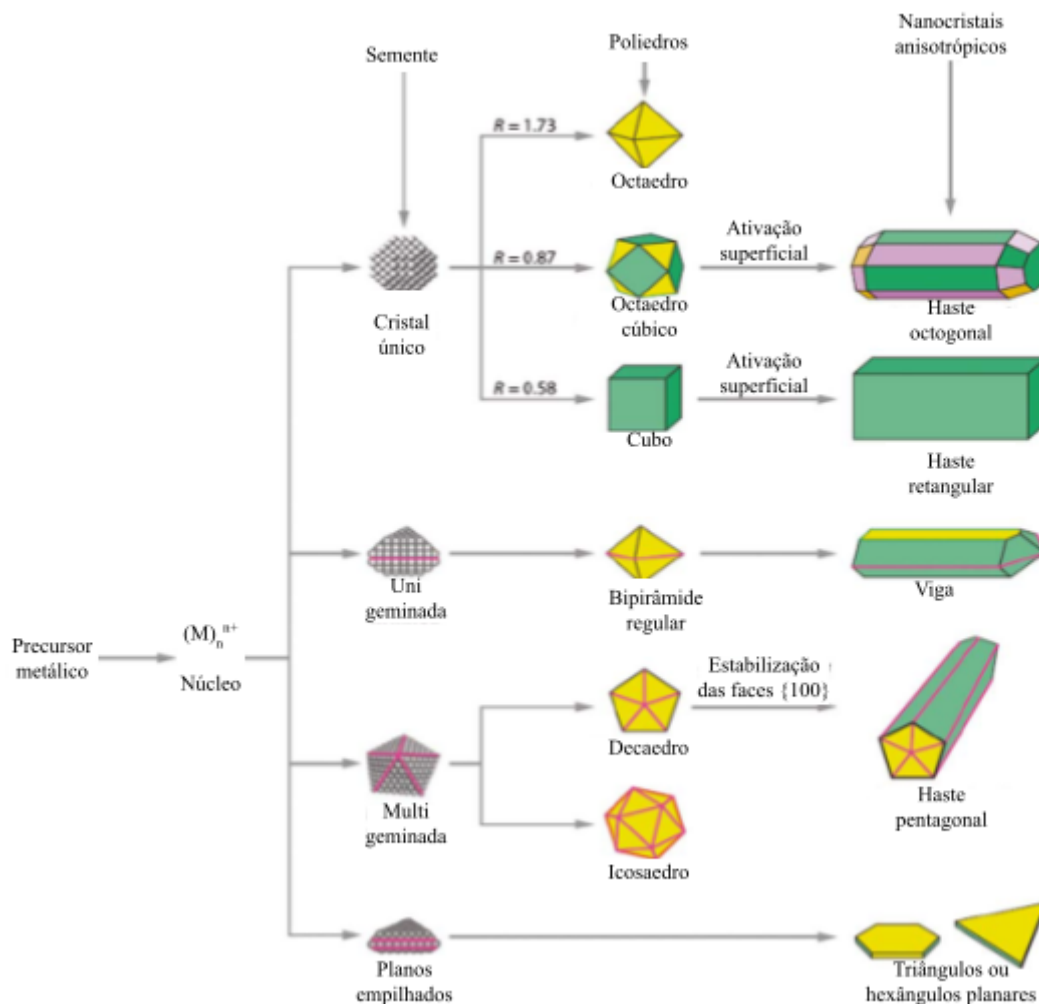 Semente
Poliedros
Nanocristais
anisotrópicos
R = 1.73
Octaedro
Cristal
único
R = 0.87
Octaedro
cúbico
Ativação
superficial
Haste
octogonal
R = 0.58
Cubo
Ativação
superficial
Haste
retangular
Precursor
metálico
(M)ₙⁿ⁺
Núcleo
Uni
geminada
Bipirâmide
regular
Viga
Multi
geminada
Decaedro
Estabilização
das faces {100}
Haste
pentagonal
Icosaedro
Planos
empilhados
Triângulos ou
hexângulos planares